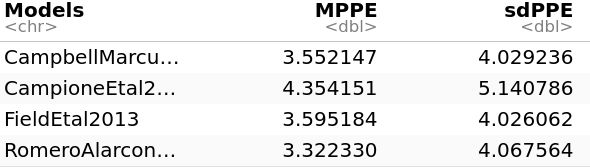 Models MPPE sdPPE
<chr> <dbl> <dbl>
CampbellMarcu… 3.552147 4.029236
CampioneEtal2… 4.354151 5.140786
FieldEtal2013 3.595184 4.026062
RomeroAlarcon… 3.322330 4.067564